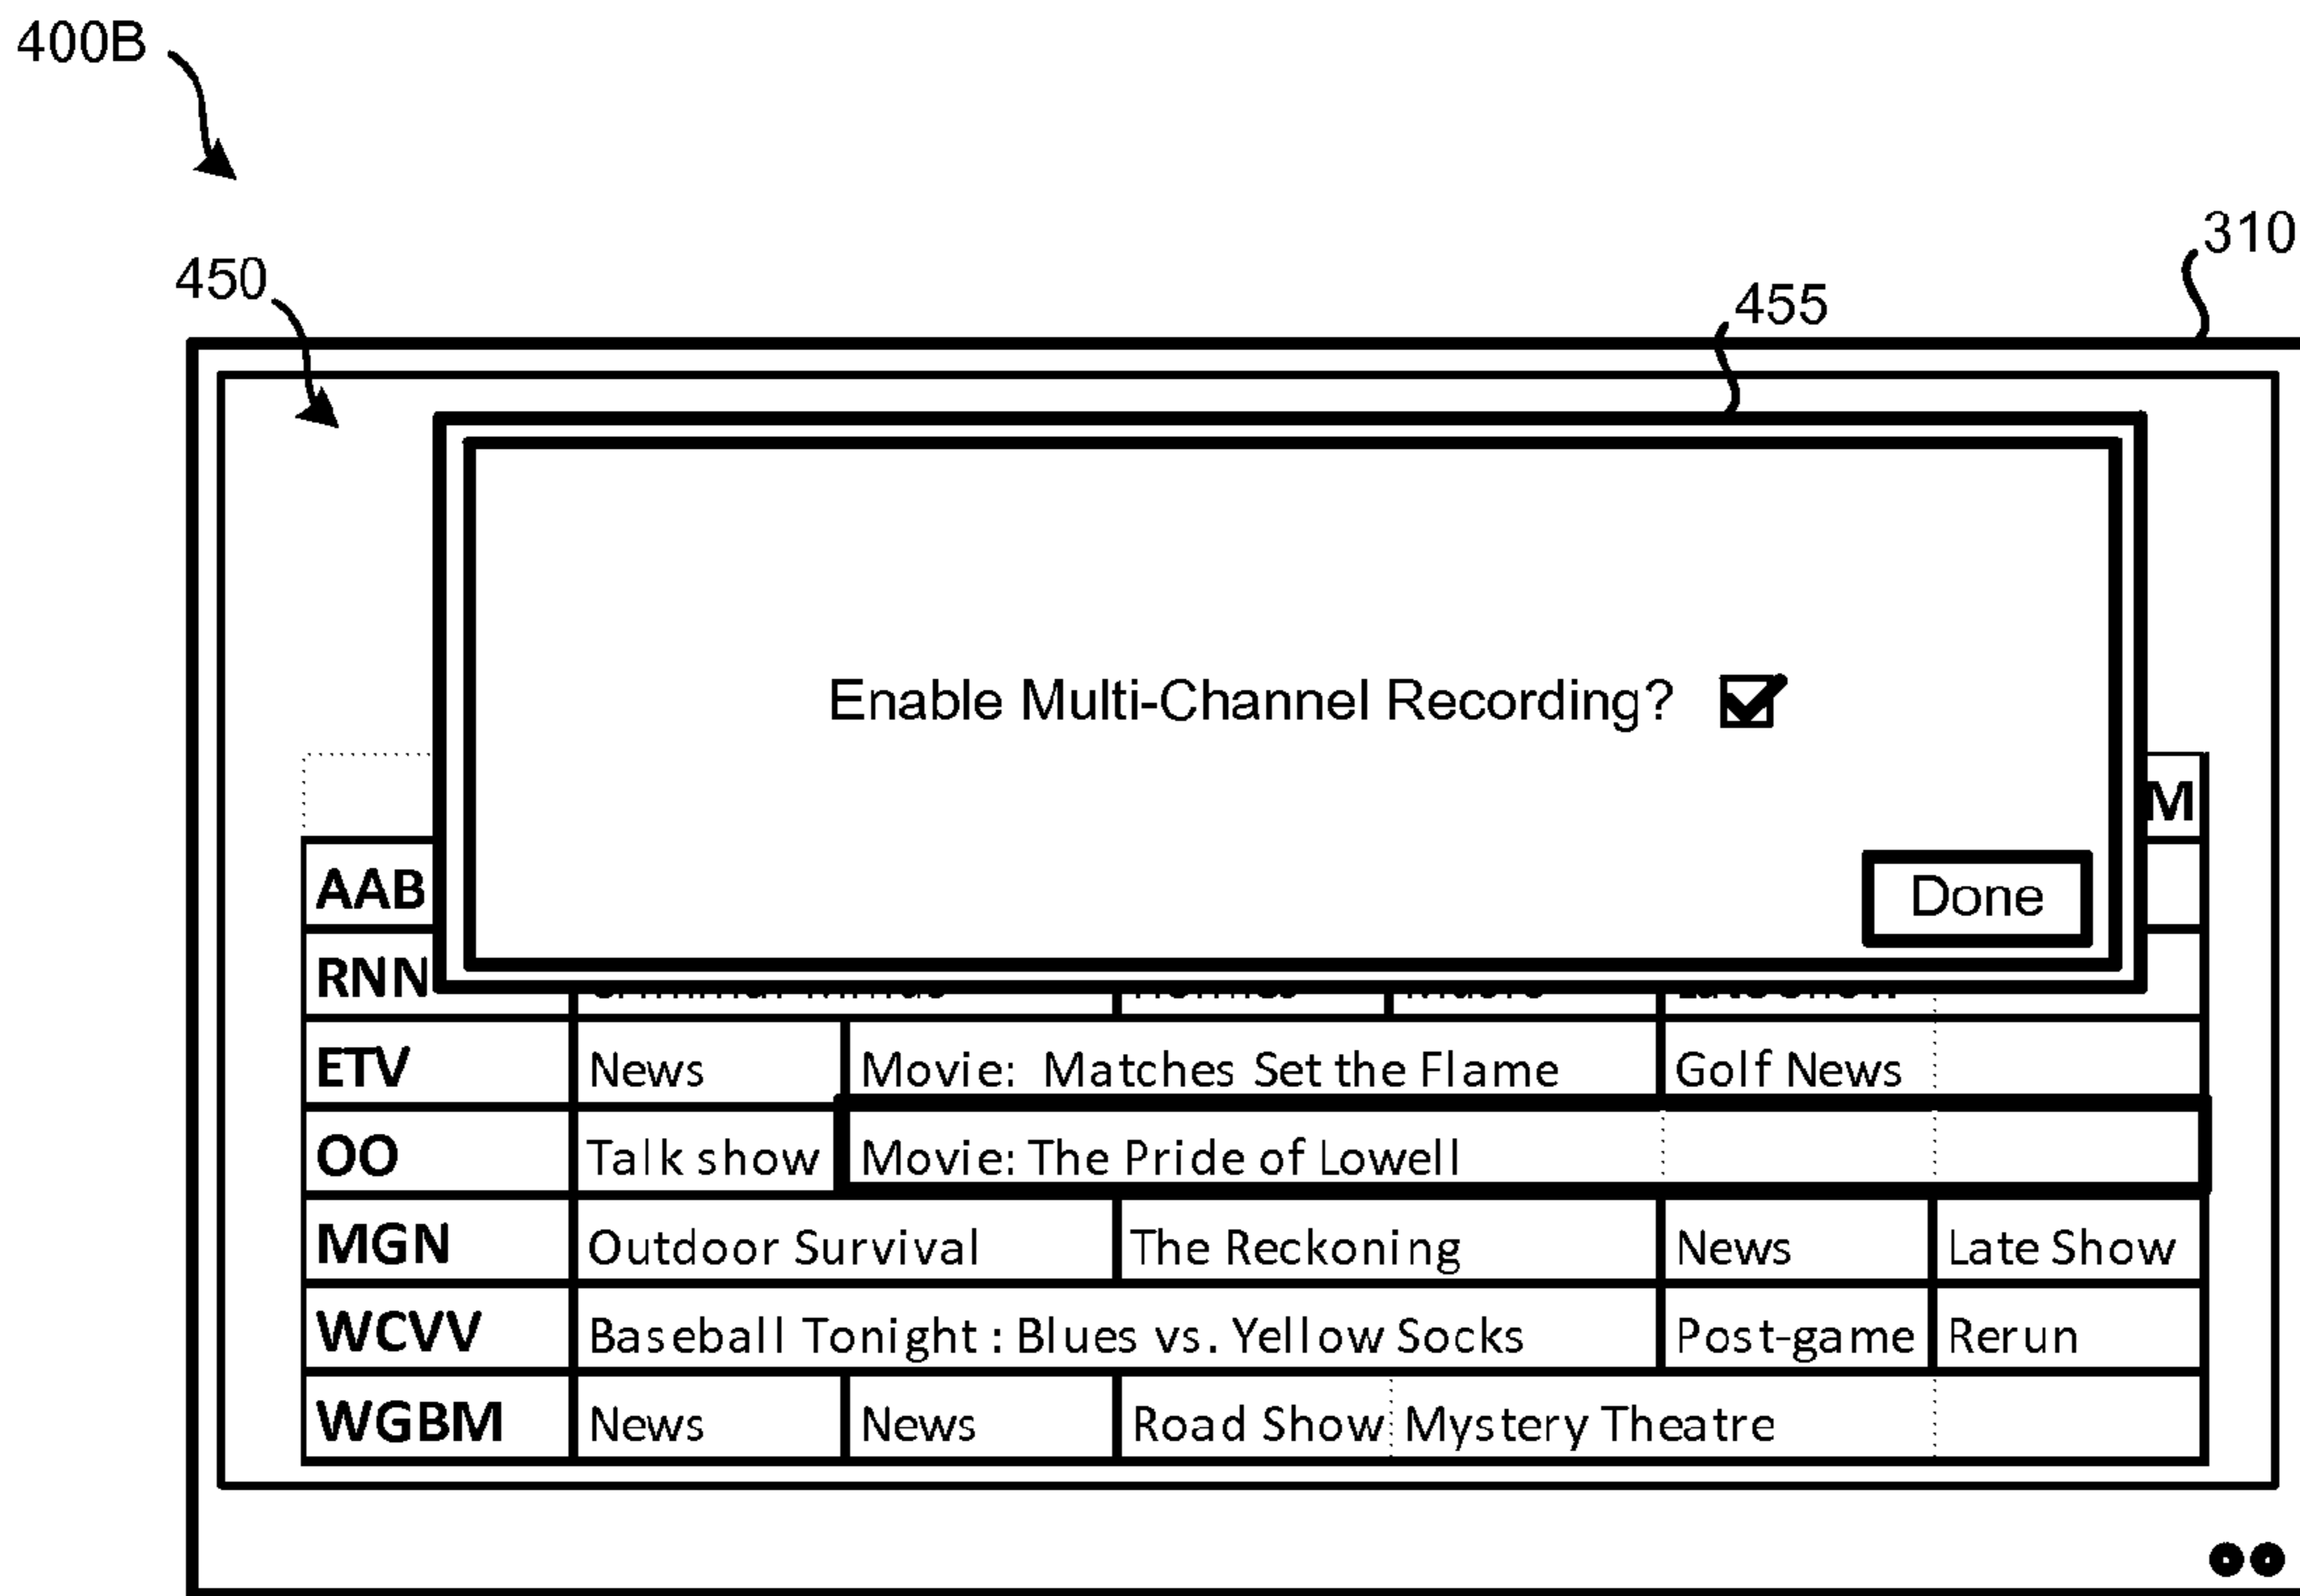 400B
310
450
455
Enable Multi-Channel Recording?
M
AAB
Done
RNN
ETV News Movie: Matches Set the Flame Golf News
OO Talk show Movie: The Pride of Lowell
MGN Outdoor Survival The Reckoning News Late Show
WCVV Baseball Tonight : Blues vs. Yellow Socks Post-game Rerun
WGBM News News Road Show Mystery Theatre